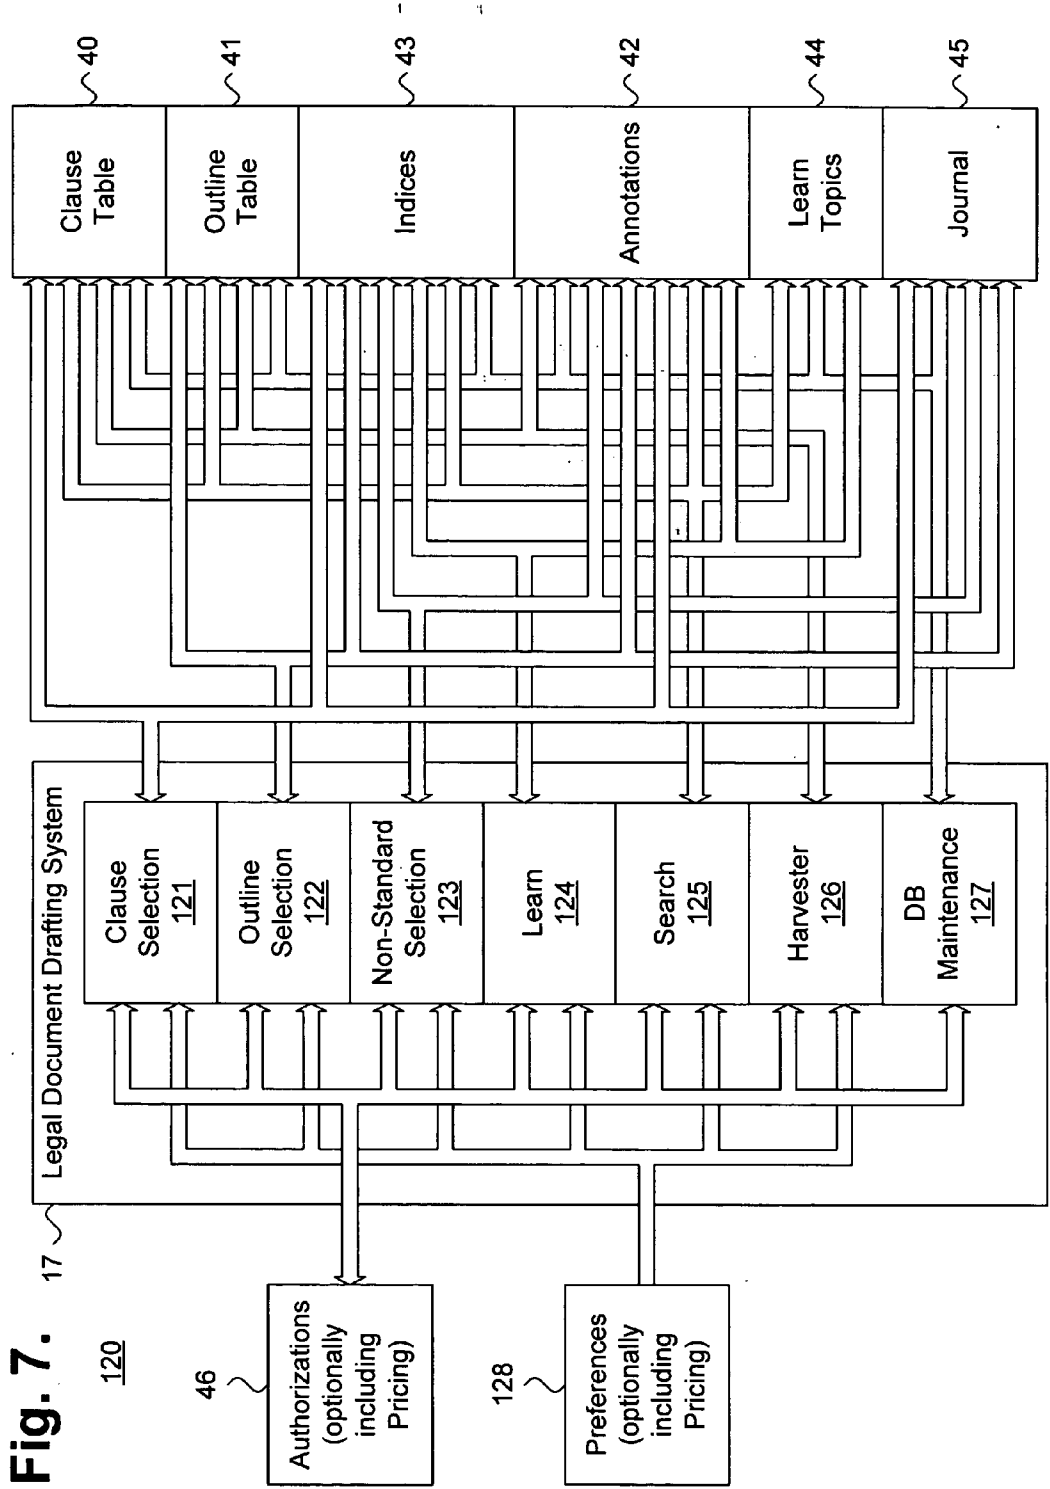 Fig. 7.
120
17
Legal Document Drafting System
46
Authorizations
(optionally
including
Pricing)
128
Preferences
(optionally
including
Pricing)
Clause
Selection
121
Outline
Selection
122
Non-Standard
Selection
123
Learn
124
Search
125
Harvester
126
DB
Maintenance
127
Clause
Table
40
Outline
Table
41
Indices
43
Annotations
42
Learn
Topics
44
Journal
45